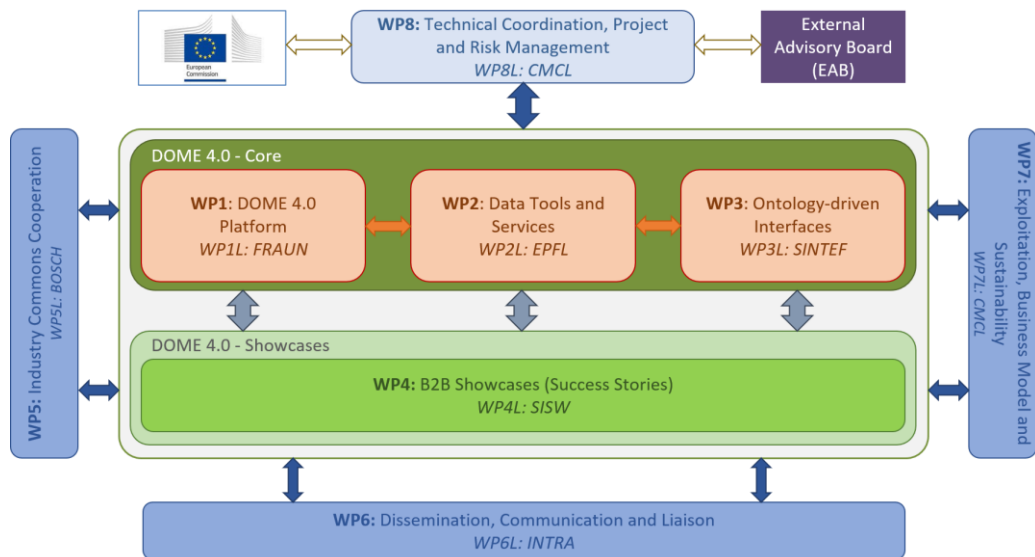 European
Commission
WP8: Technical Coordination, Project
and Risk Management
WP8L: CMCL
External
Advisory Board
(EAB)
WP5: Industry Commons Cooperation
WP5L: BOSCH
DOME 4.0 - Core
WP1: DOME 4.0
Platform
WP1L: FRAUN
WP2: Data Tools and
Services
WP2L: EPFL
WP3: Ontology-driven
Interfaces
WP3L: SINTEF
DOME 4.0 - Showcases
WP4: B2B Showcases (Success Stories)
WP4L: SISW
WP7: Exploitation, Business Model and
Sustainability
WP7L: CMCL
WP6: Dissemination, Communication and Liaison
WP6L: INTRA